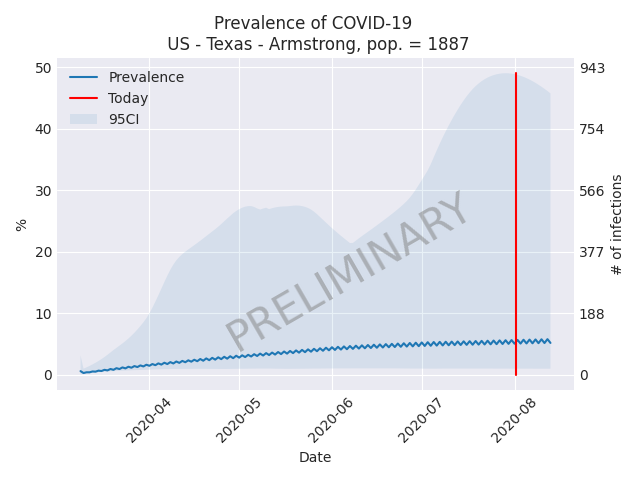 Prevalence of COVID-19
US - Texas - Armstrong, pop. = 1887
Prevalence
Today
95CI
50
40
30
20
10
0
%
943
754
566
377
188
0
# of infections
PRELIMINARY
2020-04
2020-05
2020-06
2020-07
2020-08
Date